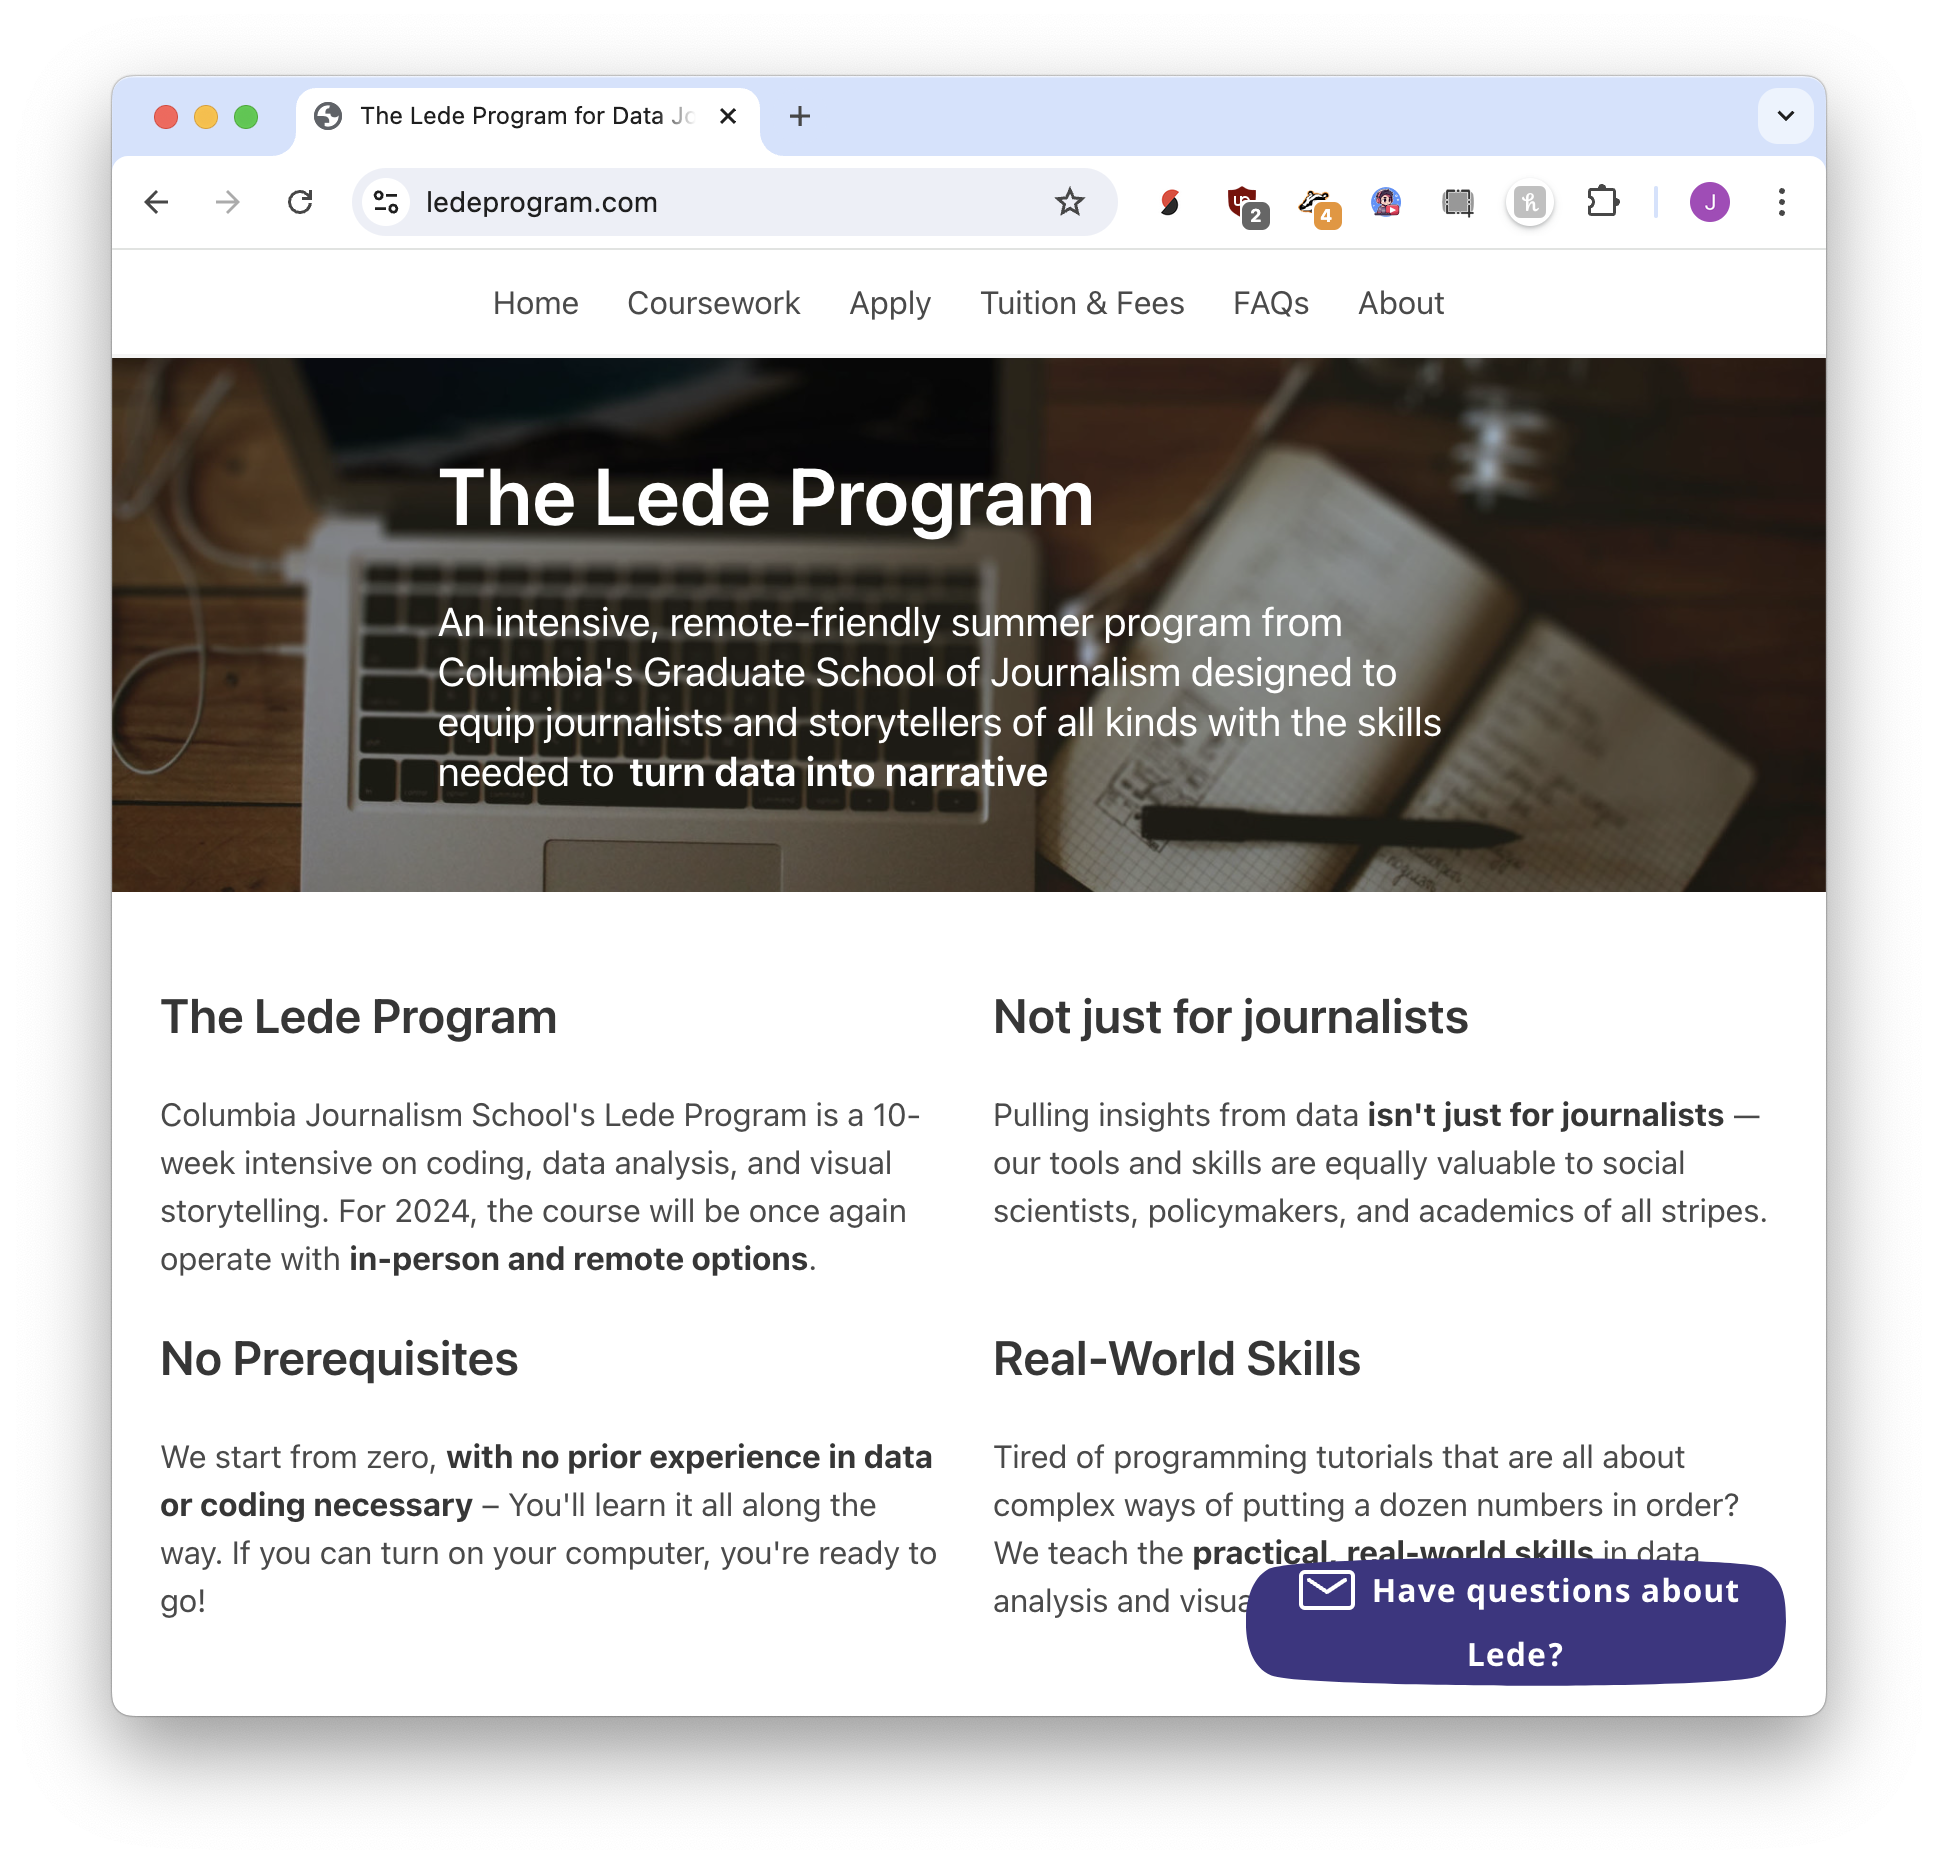 The Lede Program for Data Jo
ledeprogram.com
2
4
J
Home Coursework Apply Tuition & Fees FAQs About
The Lede Program
An intensive, remote-friendly summer program from
Columbia's Graduate School of Journalism designed to
equip journalists and storytellers of all kinds with the skills
needed to turn data into narrative
The Lede Program
Columbia Journalism School's Lede Program is a 10-
week intensive on coding, data analysis, and visual
storytelling. For 2024, the course will be once again
operate with in-person and remote options.
Not just for journalists
Pulling insights from data isn't just for journalists —
our tools and skills are equally valuable to social
scientists, policymakers, and academics of all stripes.
No Prerequisites
We start from zero, with no prior experience in data
or coding necessary – You'll learn it all along the
way. If you can turn on your computer, you're ready to
go!
Real-World Skills
Tired of programming tutorials that are all about
complex ways of putting a dozen numbers in order?
We teach the practical, real-world skills in data
analysis and visua
Have questions about
Lede?